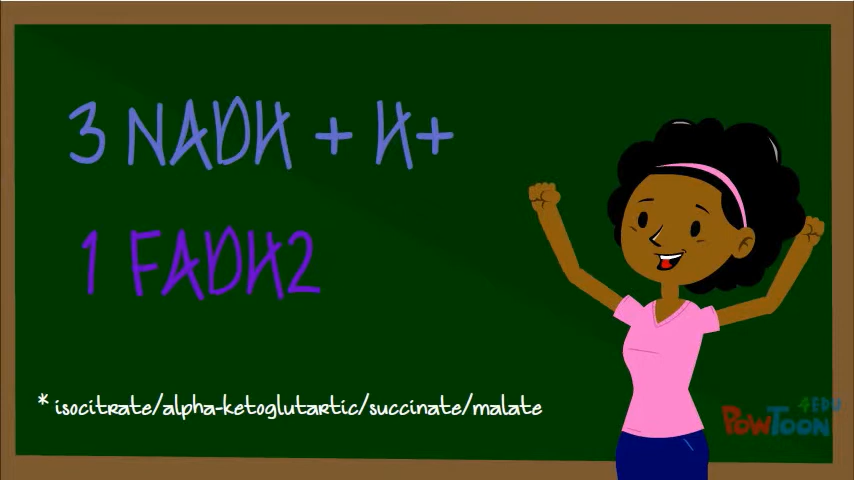 3 NADH + H+
1 FADH2
* isocitrate/alpha-ketoglutartic/succinate/malate
4EDU
POWTOON